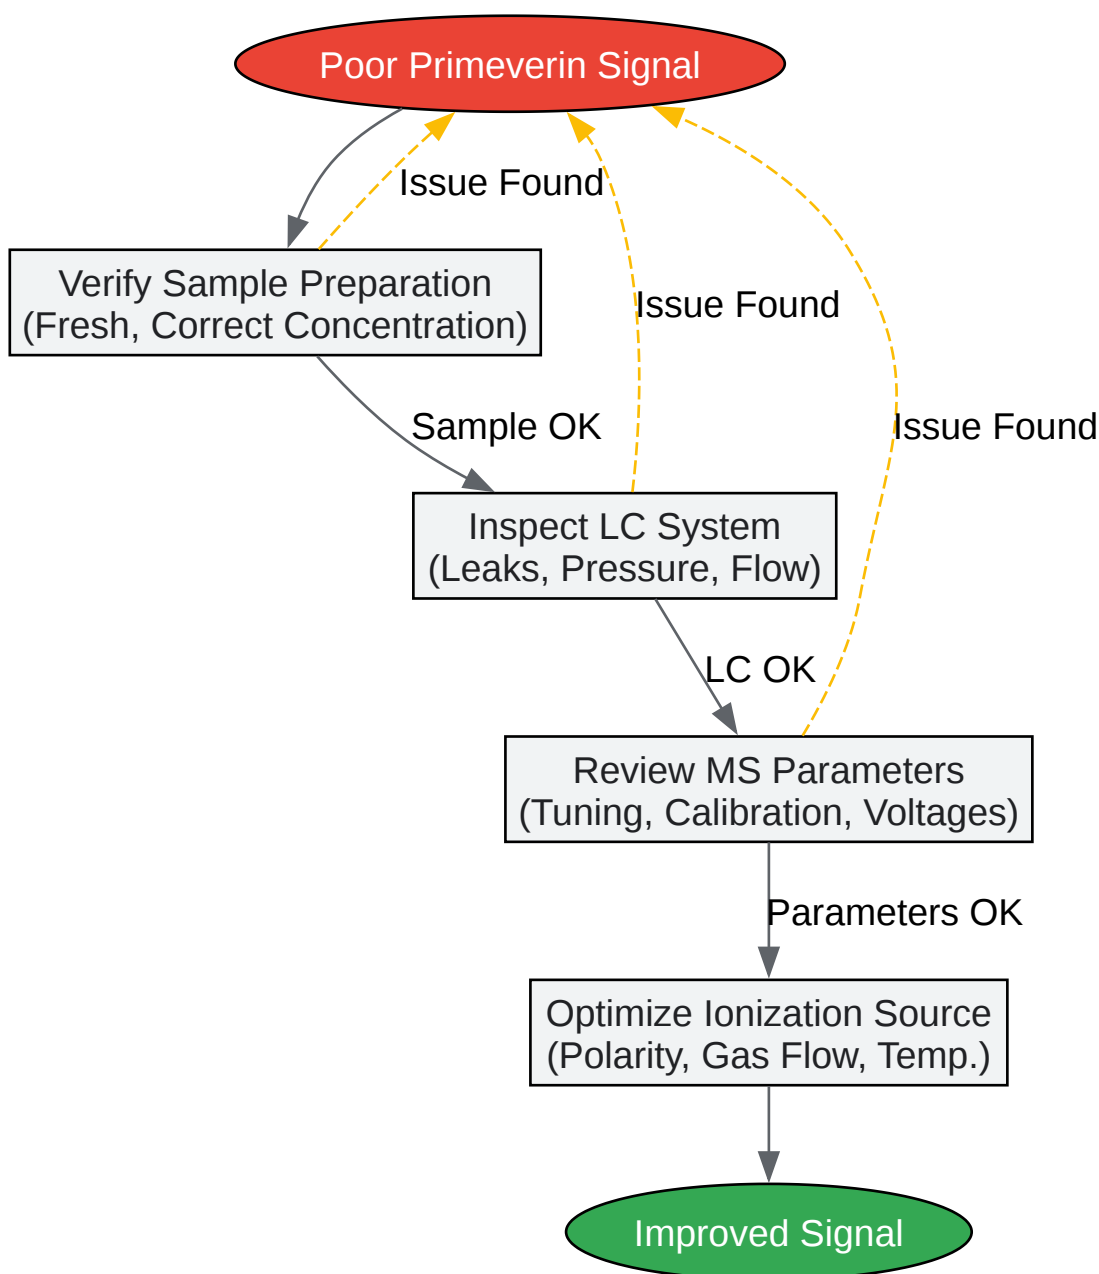 Poor Primeverin Signal
Issue Found
Verify Sample Preparation
(Fresh, Correct Concentration)
Issue Found
Sample OK
Issue Found
Inspect LC System
(Leaks, Pressure, Flow)
LC OK
Review MS Parameters
(Tuning, Calibration, Voltages)
Parameters OK
Optimize Ionization Source
(Polarity, Gas Flow, Temp.)
Improved Signal